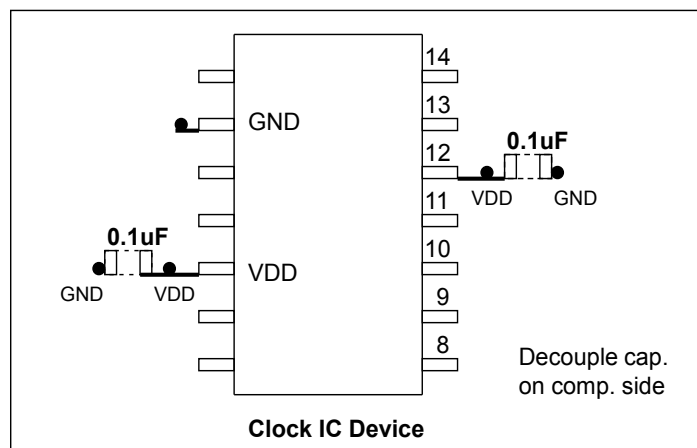 14
13
GND
0.1uF
12
VDD
GND
11
0.1uF
10
VDD
GND
VDD
9
8
Decouple cap.
on comp. side
Clock IC Device